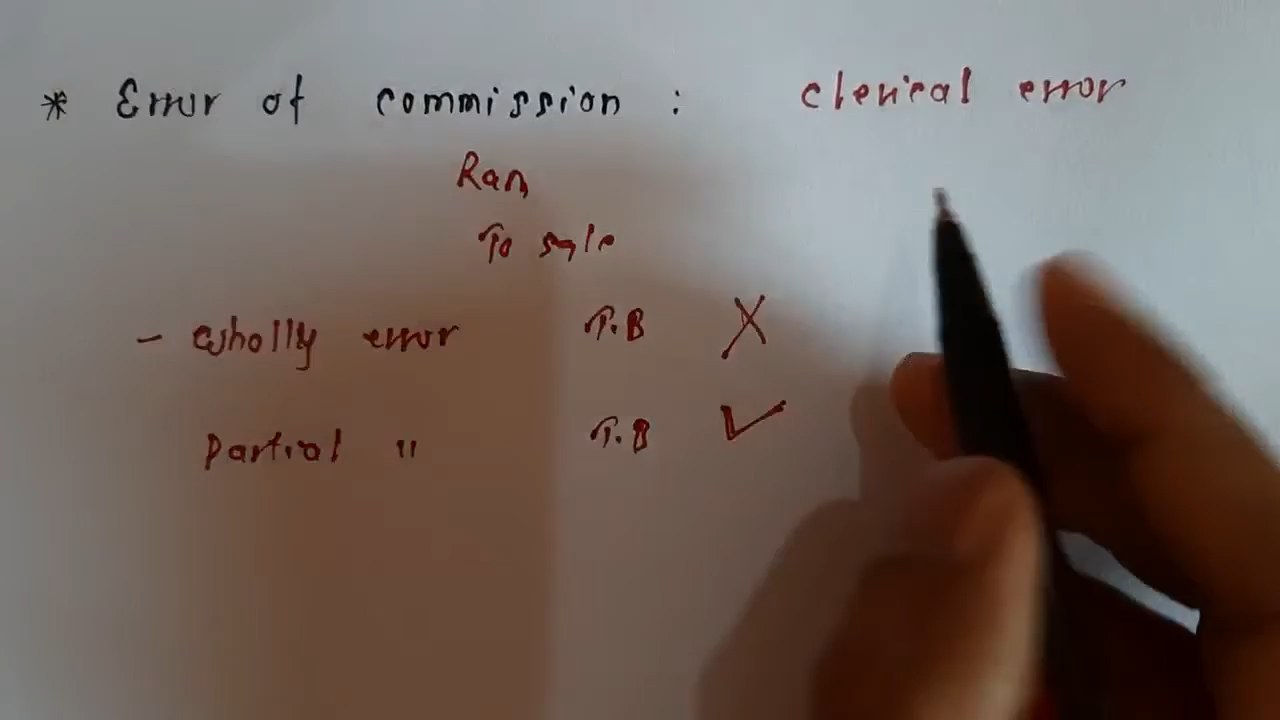 * Error of commission : clerical error
Ram
To sale
- Wholly error T.B X
Partial " T.B ✓